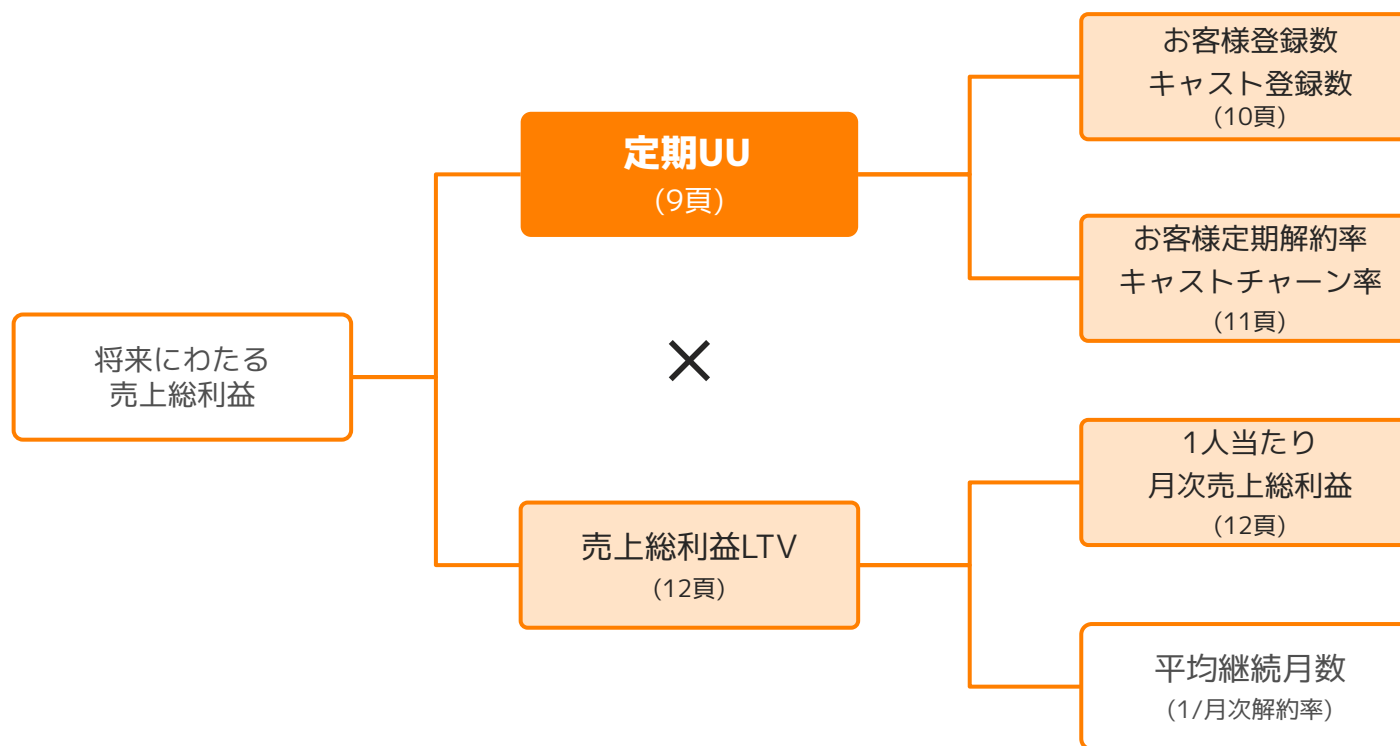 将来にわたる
売上総利益
定期UU
(9頁)
×
売上総利益LTV
(12頁)
お客様登録数
キャスト登録数
(10頁)
お客様定期解約率
キャストチャーン率
(11頁)
1人当たり
月次売上総利益
(12頁)
平均継続月数
(1/月次解約率)